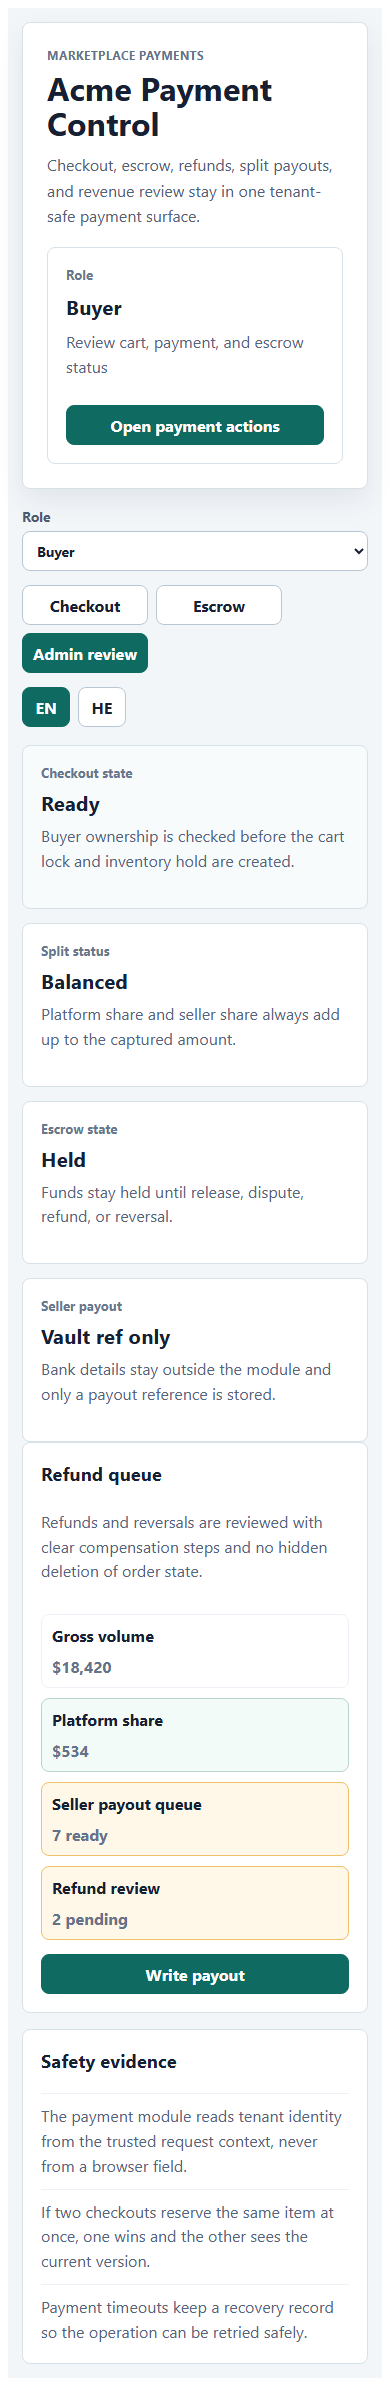 MARKETPLACE PAYMENTS
Acme Payment
Control
Checkout, escrow, refunds, split payouts,
and revenue review stay in one tenant-
safe payment surface.
Role
Buyer
Review cart, payment, and escrow
status
Open payment actions
Role
Buyer
Checkout
Escrow
Admin review
EN
HE
Checkout state
Ready
Buyer ownership is checked before the cart
lock and inventory hold are created.
Split status
Balanced
Platform share and seller share always add
up to the captured amount.
Escrow state
Held
Funds stay held until release, dispute,
refund, or reversal.
Seller payout
Vault ref only
Bank details stay outside the module and
only a payout reference is stored.
Refund queue
Refunds and reversals are reviewed with
clear compensation steps and no hidden
deletion of order state.
Gross volume
$18,420
Platform share
$534
Seller payout queue
7 ready
Refund review
2 pending
Write payout
Safety evidence
The payment module reads tenant identity
from the trusted request context, never
from a browser field.
If two checkouts reserve the same item at
once, one wins and the other sees the
current version.
Payment timeouts keep a recovery record
so the operation can be retried safely.